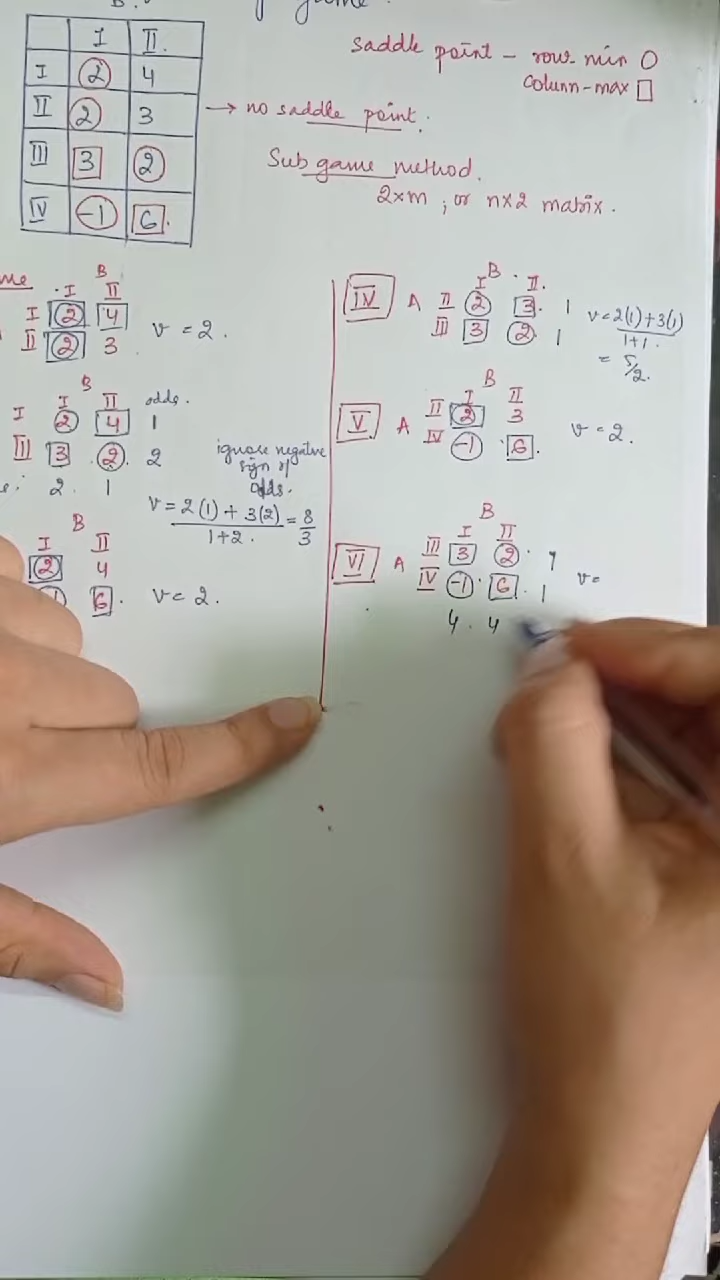 game.
I II.
I 2 4
II 2 3
III 3 2
IV -1 6.
→ no saddle point.
saddle point - row min O
column-max □
Sub game method.
2×m, or n×2 matrix.
B
I II
I 2 4
II 2 3
v = 2.
B
I II odds.
I 2 4 1
III 3 2 2
2. 1
ignore negative sign of odds.
v = 2(1) + 3(2) = 8
1+2. 3
B
I II
2 4
6.
v = 2.
IV
B
I II.
A II 2 3. 1
III 3 2 1
v = 2(1)+3(1)
1+1.
= 5/2.
V
B
I II
A II 2 3
IV -1 6.
v = 2.
VI
B
I II
A III 3 2. 7
IV -1 6. 1
4. 4
v =